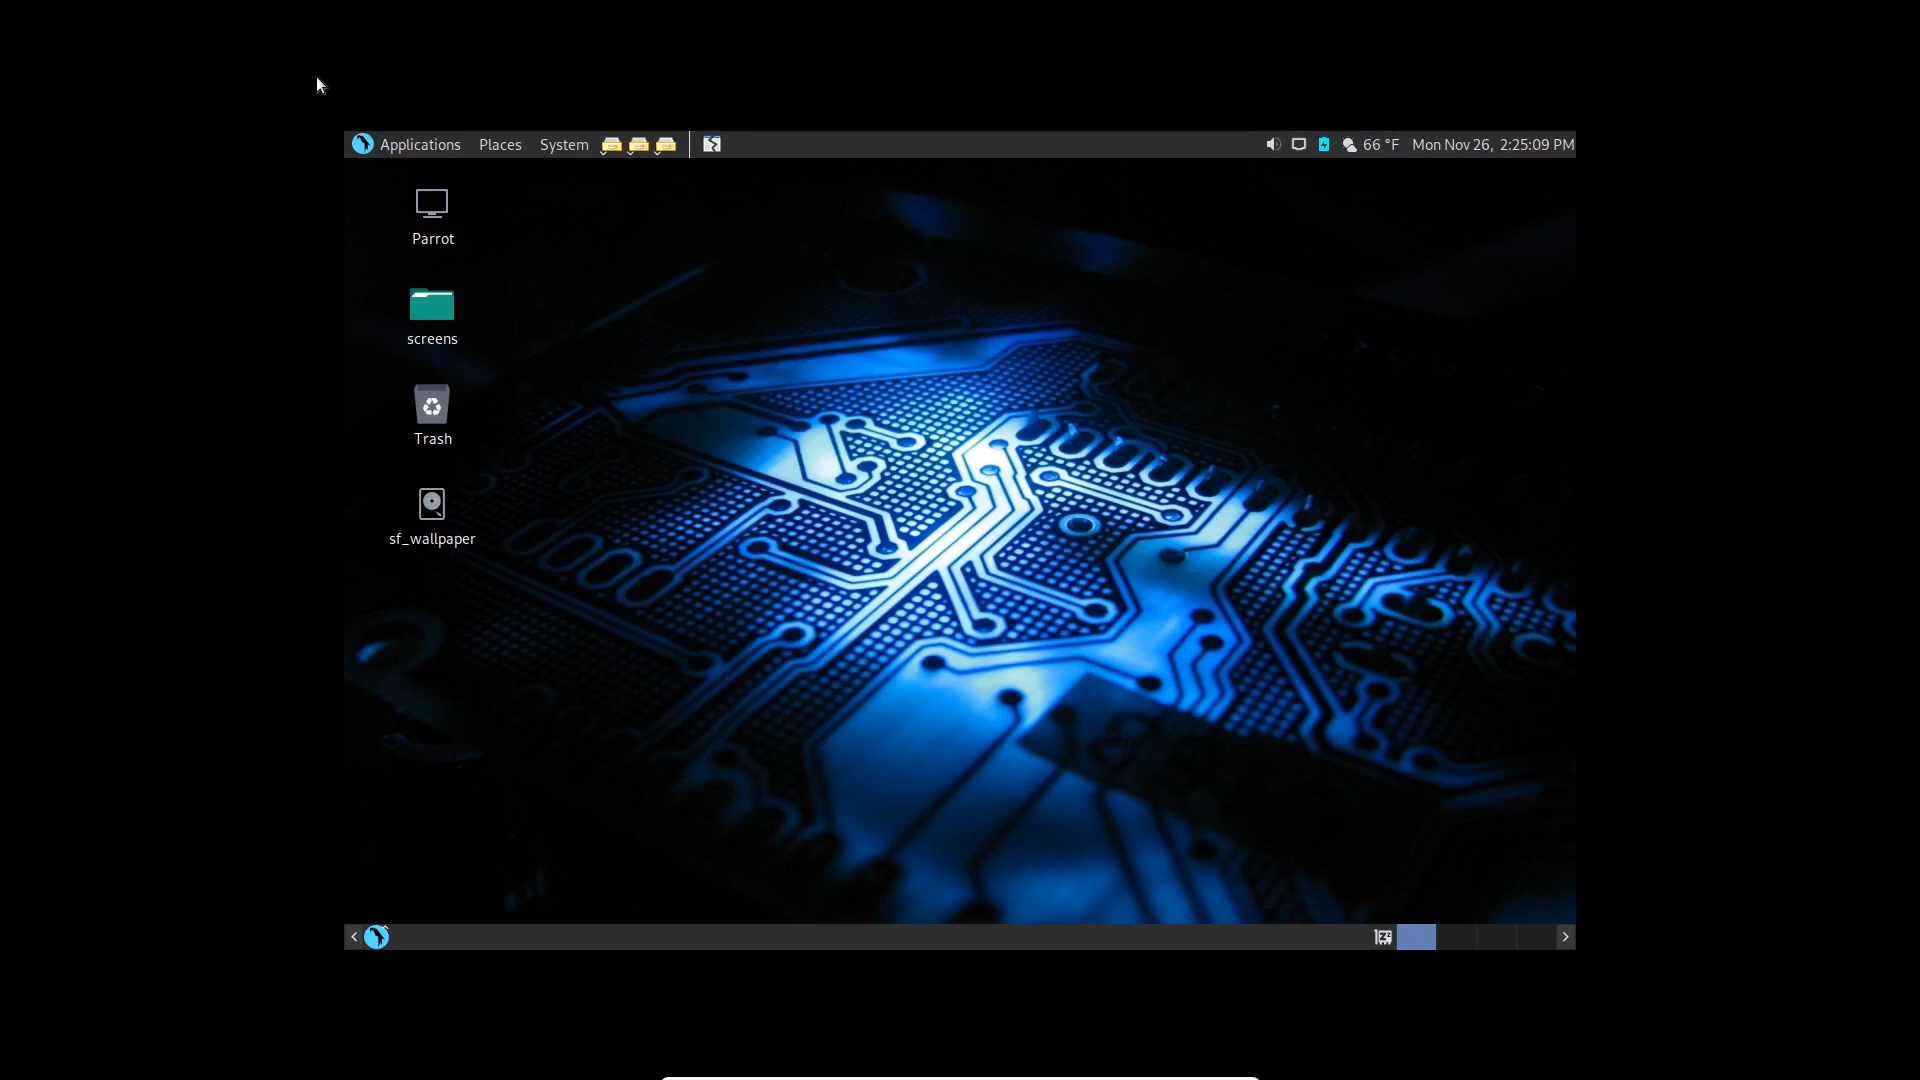 Applications Places System 66 °F Mon Nov 26, 2:25:09 PM
Parrot
screens
Trash
sf_wallpaper